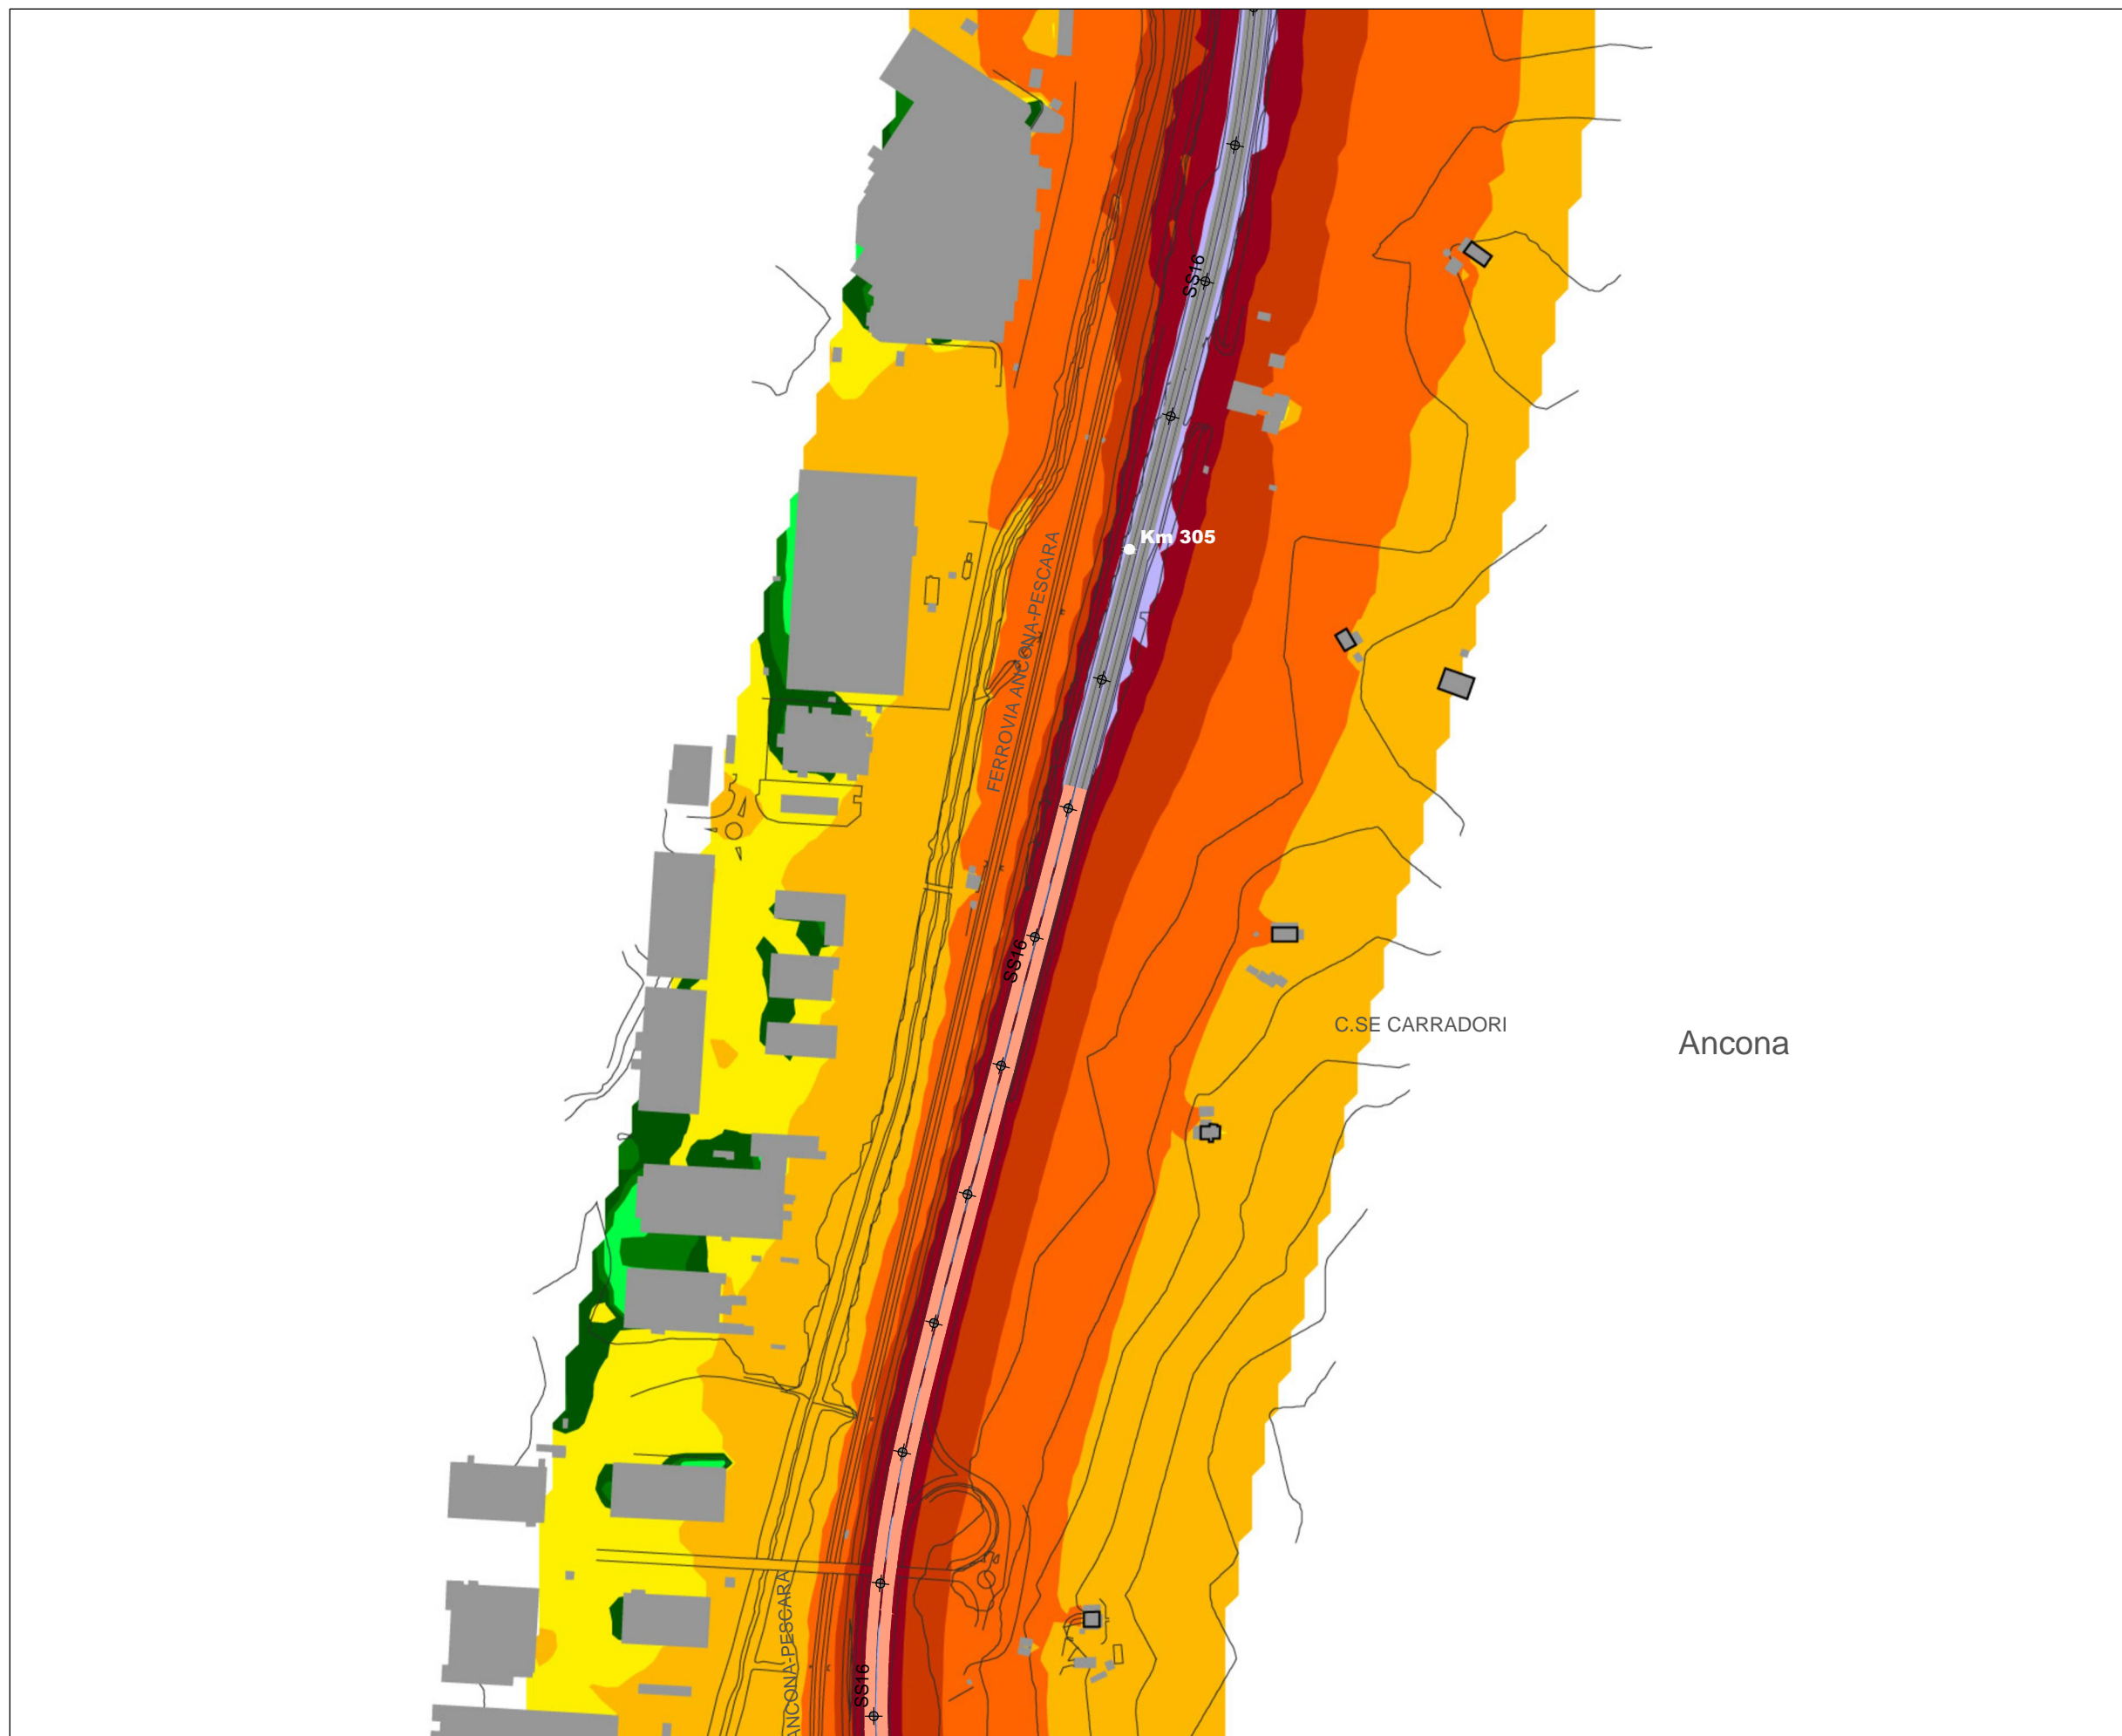 SS16
Km 305
FERROVIA ANCONA-PESCARA
SS16
C.SE CARRADORI
Ancona
ANCONA-PESCARA
SS16